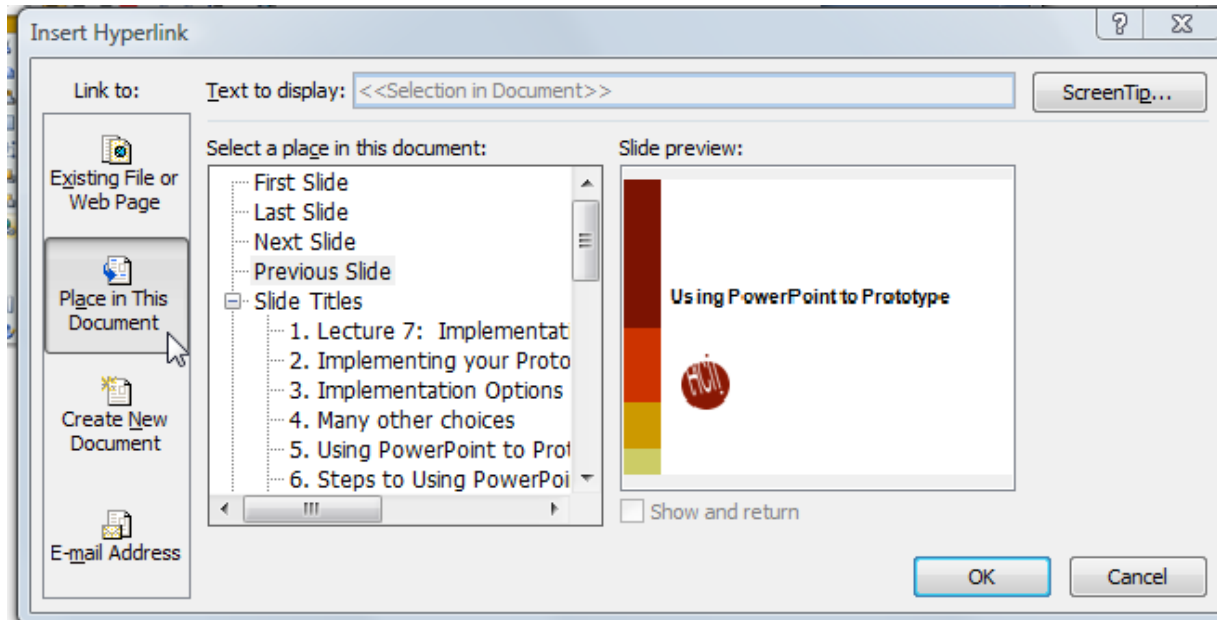 Insert Hyperlink
Link to:
Text to display:
<<Selection in Document>>
ScreenTip...
Existing File or
Web Page
Place in This
Document
Create New
Document
E-mail Address
Select a place in this document:
First Slide
Last Slide
Next Slide
Previous Slide
Slide Titles
1. Lecture 7: Implementati
2. Implementing your Proto
3. Implementation Options
4. Many other choices
5. Using PowerPoint to Prot
6. Steps to Using PowerPoi
Slide preview:
Using PowerPoint to Prototype
HCII
Show and return
OK
Cancel